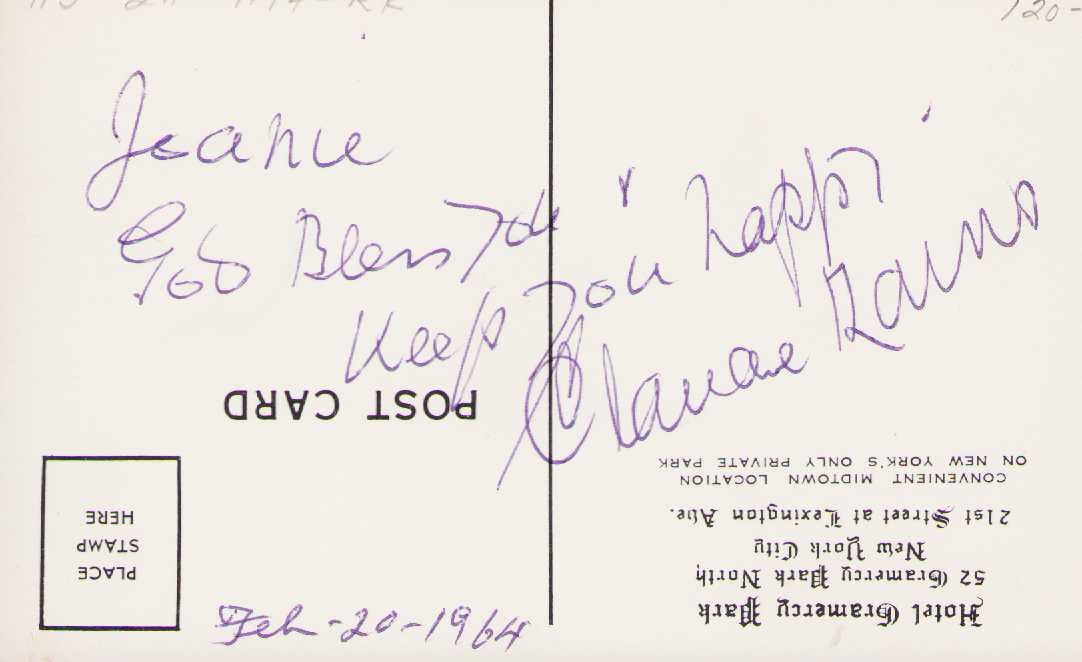 Jeanie
God Bless You &
Keep You happy
Claude Rains
Feb-20-1964
POST CARD
PLACE
STAMP
HERE
Hotel Gramercy Park
52 Gramercy Park North
New York City
21st Street at Lexington Ave.
CONVENIENT MIDTOWN LOCATION
ON NEW YORK'S ONLY PRIVATE PARK